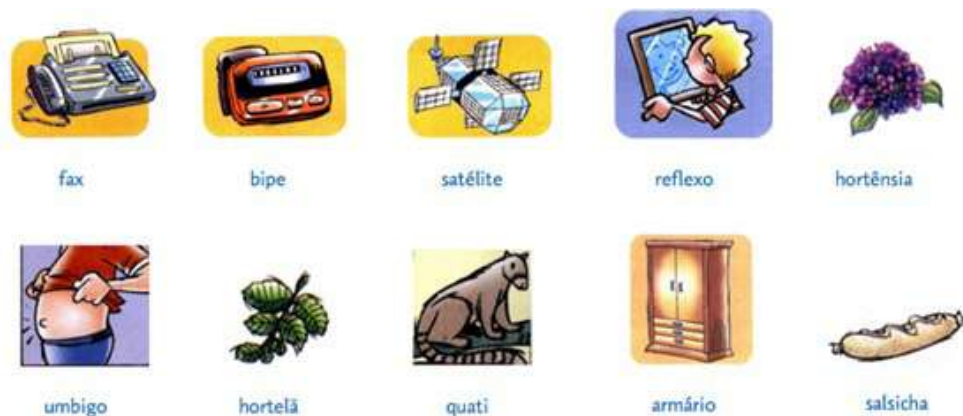 fax bipe satélite reflexo hortênsia
umbigo hortelã quati armário salsicha